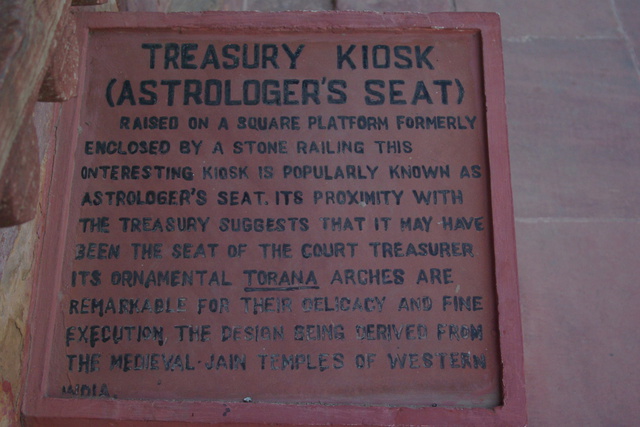 TREASURY KIOSK
(ASTROLOGER'S SEAT)
RAISED ON A SQUARE PLATFORM FORMERLY
ENCLOSED BY A STONE RAILING THIS
ONTERESTING KIOSK IS POPULARLY KNOWN AS
ASTROLOGER'S SEAT. ITS PROXIMITY WITH
THE TREASURY SUGGESTS THAT IT MAY HAVE
BEEN THE SEAT OF THE COURT TREASURER
ITS ORNAMENTAL TORANA ARCHES ARE
REMARKABLE FOR THEIR DELICACY AND FINE
EXECUTION, THE DESIGN BEING DERIVED FROM
THE MEDIEVAL-JAIN TEMPLES OF WESTERN
INDIA.